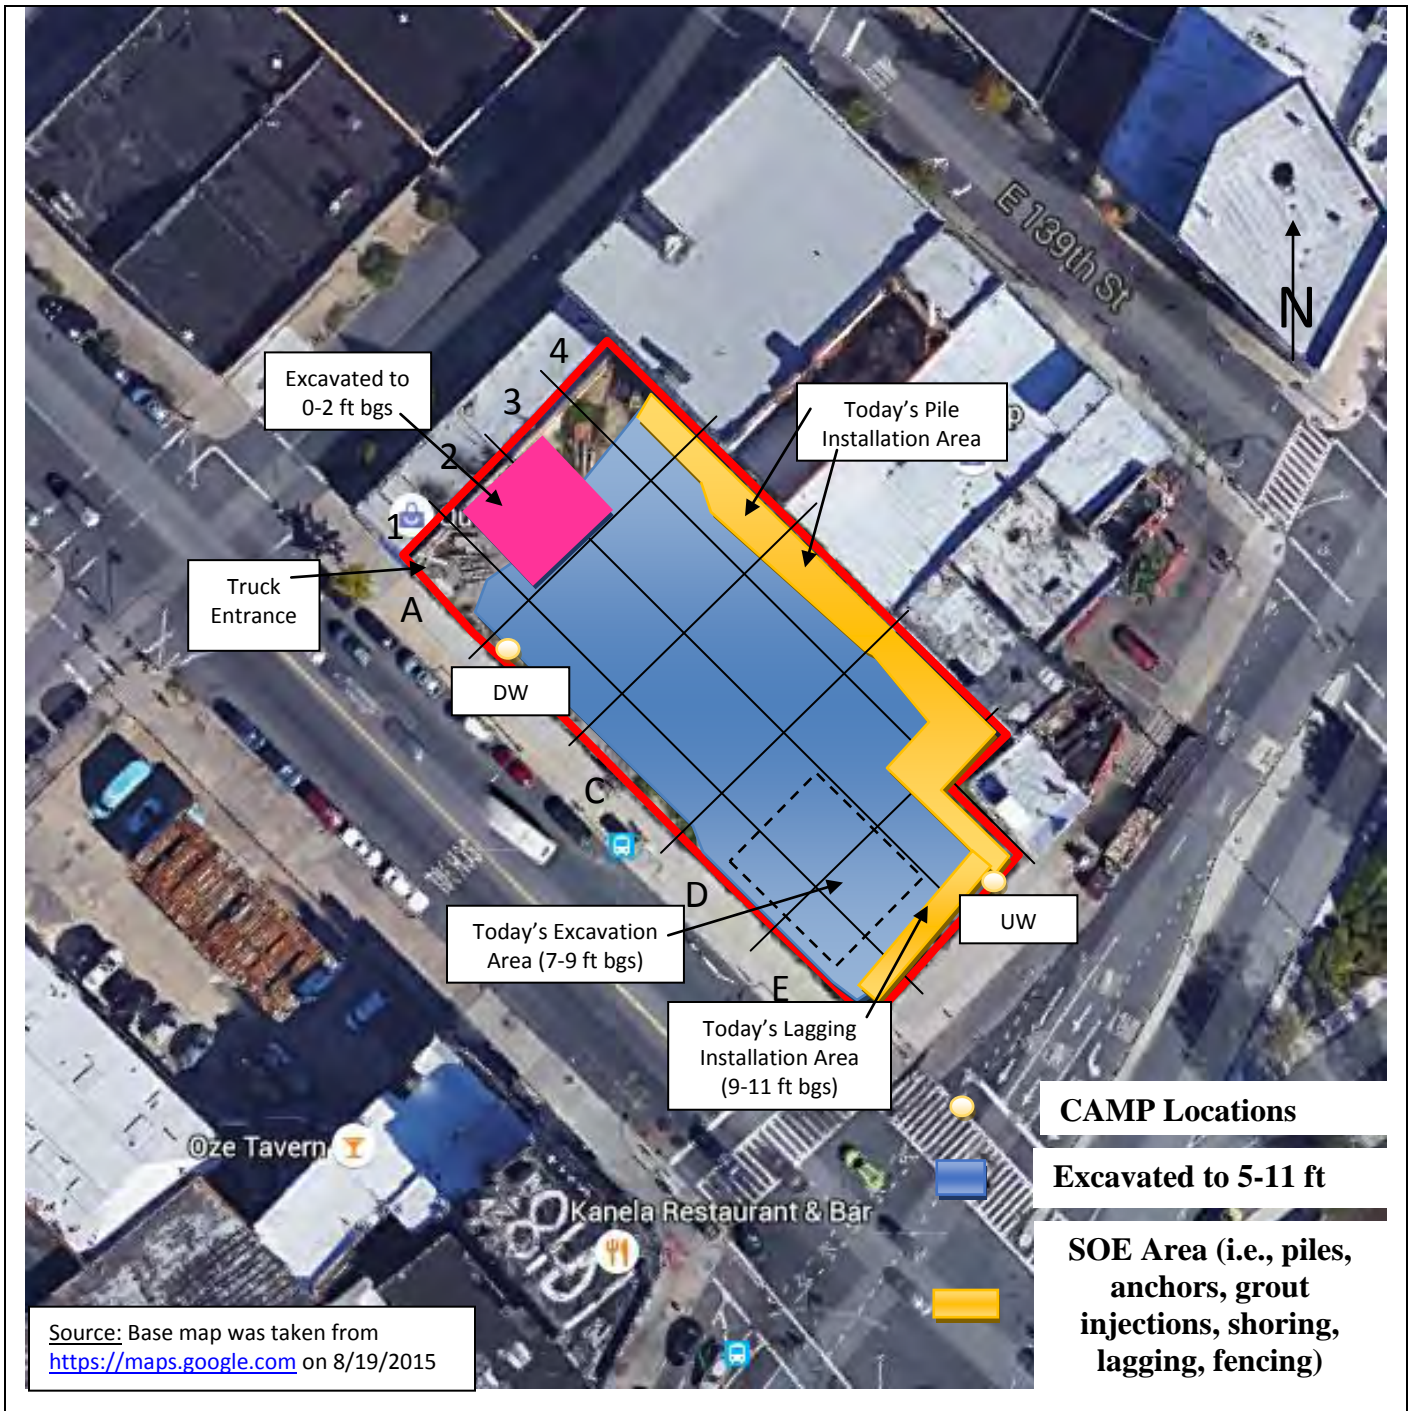 E 139th St
N
4
Excavated to
0-2 ft bgs
3
Today's Pile
Installation Area
2
1
Truck
Entrance
A
DW
C
D
Today's Excavation
Area (7-9 ft bgs)
UW
E
Today's Lagging
Installation Area
(9-11 ft bgs)
CAMP Locations
Oze Tavern
Excavated to 5-11 ft
Kanela Restaurant & Bar
SOE Area (i.e., piles,
anchors, grout
injections, shoring,
lagging, fencing)
Source: Base map was taken from
https://maps.google.com on 8/19/2015